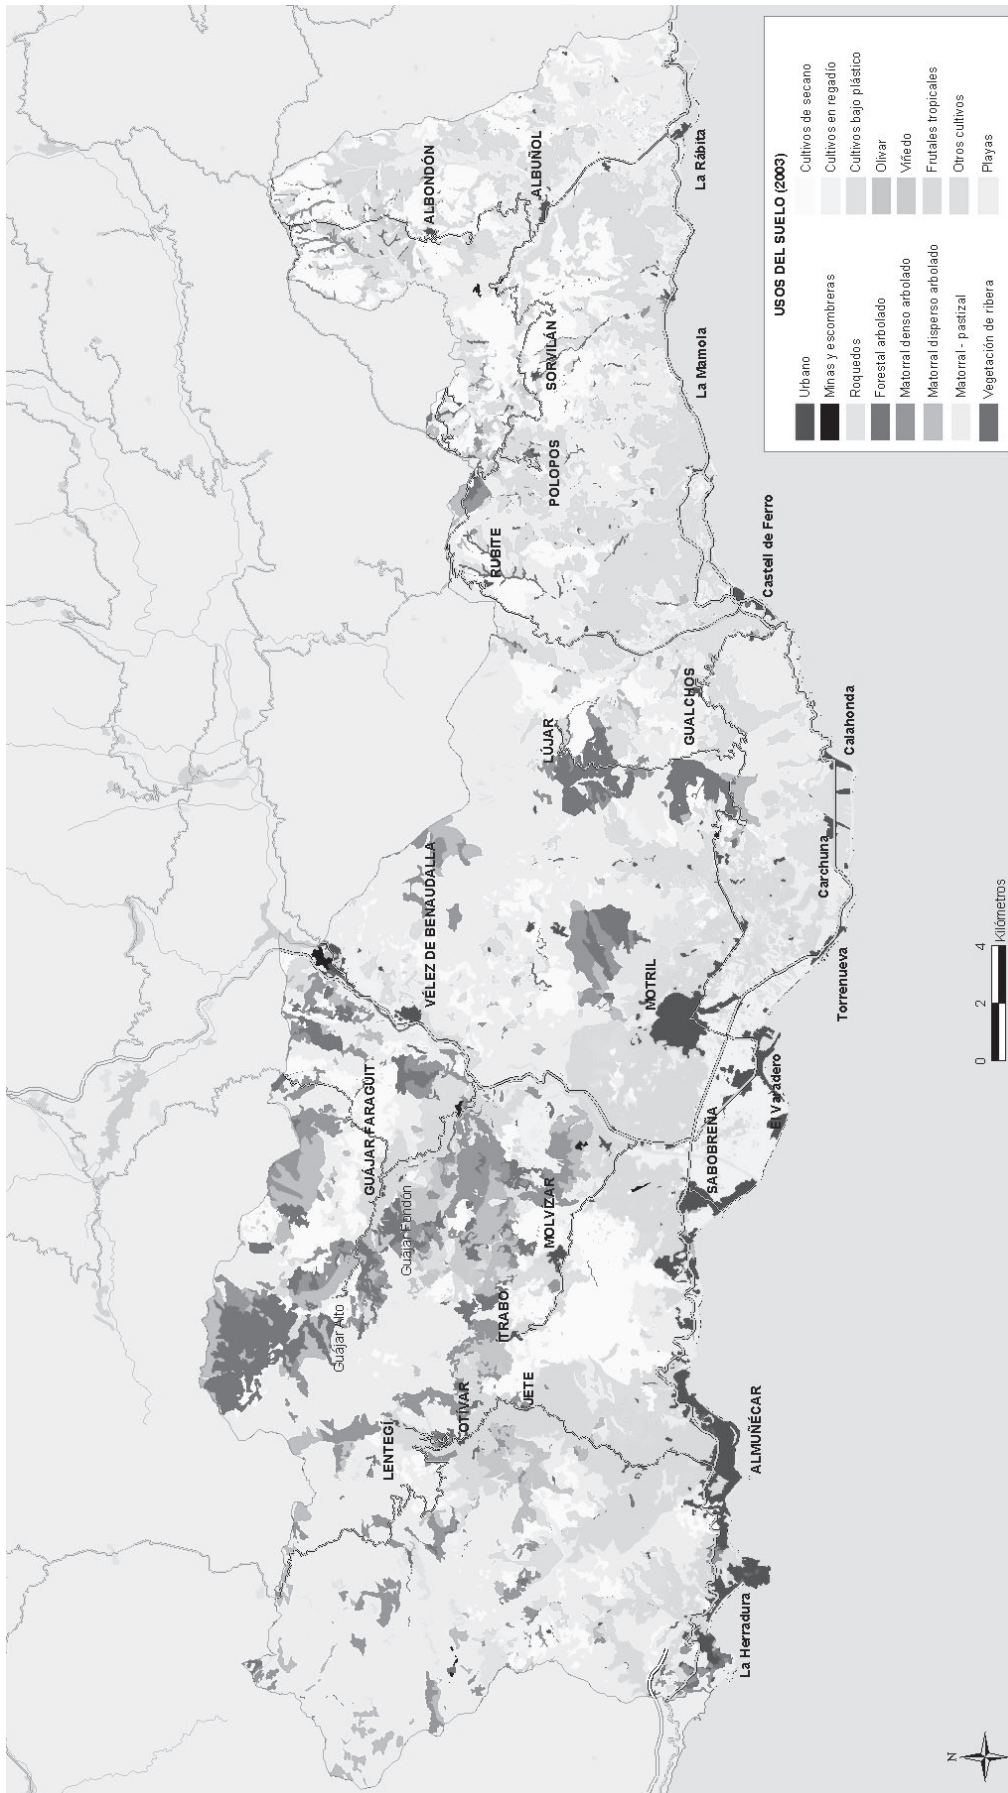 LENTEGÍ
OTÍVAR
JETE
ITRABO
MOLVÍZAR
Guájar Alto
Guájar Fondón
GUÁJAR FARAGÜIT
VÉLEZ DE BENAUDALLA
LÚJAR
RUBITE
POLOPOS
SORVILÁN
ALBONDÓN
ALBUÑOL
La Herradura
ALMUÑÉCAR
SABOBREÑA
El Varadero
MOTRIL
Torrenueva
Carchuna
Calahonda
GUALCHOS
Castell de Ferro
La Mamola
La Rábita
N
0 2 4
Kilómetros
USOS DEL SUELO (2003)
Urbano
Minas y escombreras
Roquedos
Forestal arbolado
Matorral denso arbolado
Matorral disperso arbolado
Matorral - pastizal
Vegetación de ribera
Cultivos de secano
Cultivos en regadío
Cultivos bajo plástico
Olivar
Viñedo
Frutales tropicales
Otros cultivos
Playas